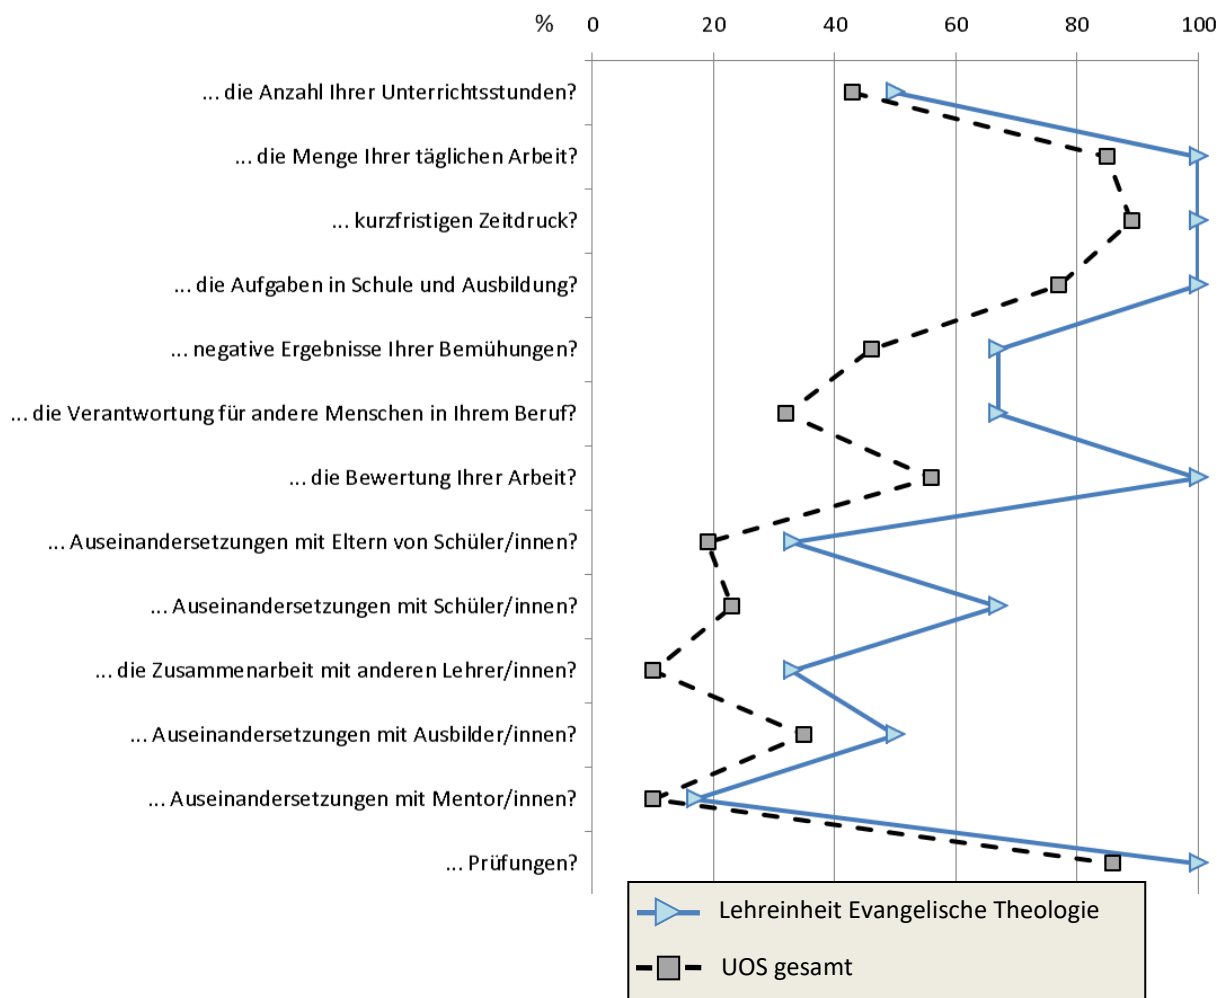 % 0 20 40 60 80 100
... die Anzahl Ihrer Unterrichtsstunden?
... die Menge Ihrer täglichen Arbeit?
... kurzfristigen Zeitdruck?
... die Aufgaben in Schule und Ausbildung?
... negative Ergebnisse Ihrer Bemühungen?
... die Verantwortung für andere Menschen in Ihrem Beruf?
... die Bewertung Ihrer Arbeit?
... Auseinandersetzungen mit Eltern von Schüler/innen?
... Auseinandersetzungen mit Schüler/innen?
... die Zusammenarbeit mit anderen Lehrer/innen?
... Auseinandersetzungen mit Ausbilder/innen?
... Auseinandersetzungen mit Mentor/innen?
... Prüfungen?
Lehreinheit Evangelische Theologie
UOS gesamt